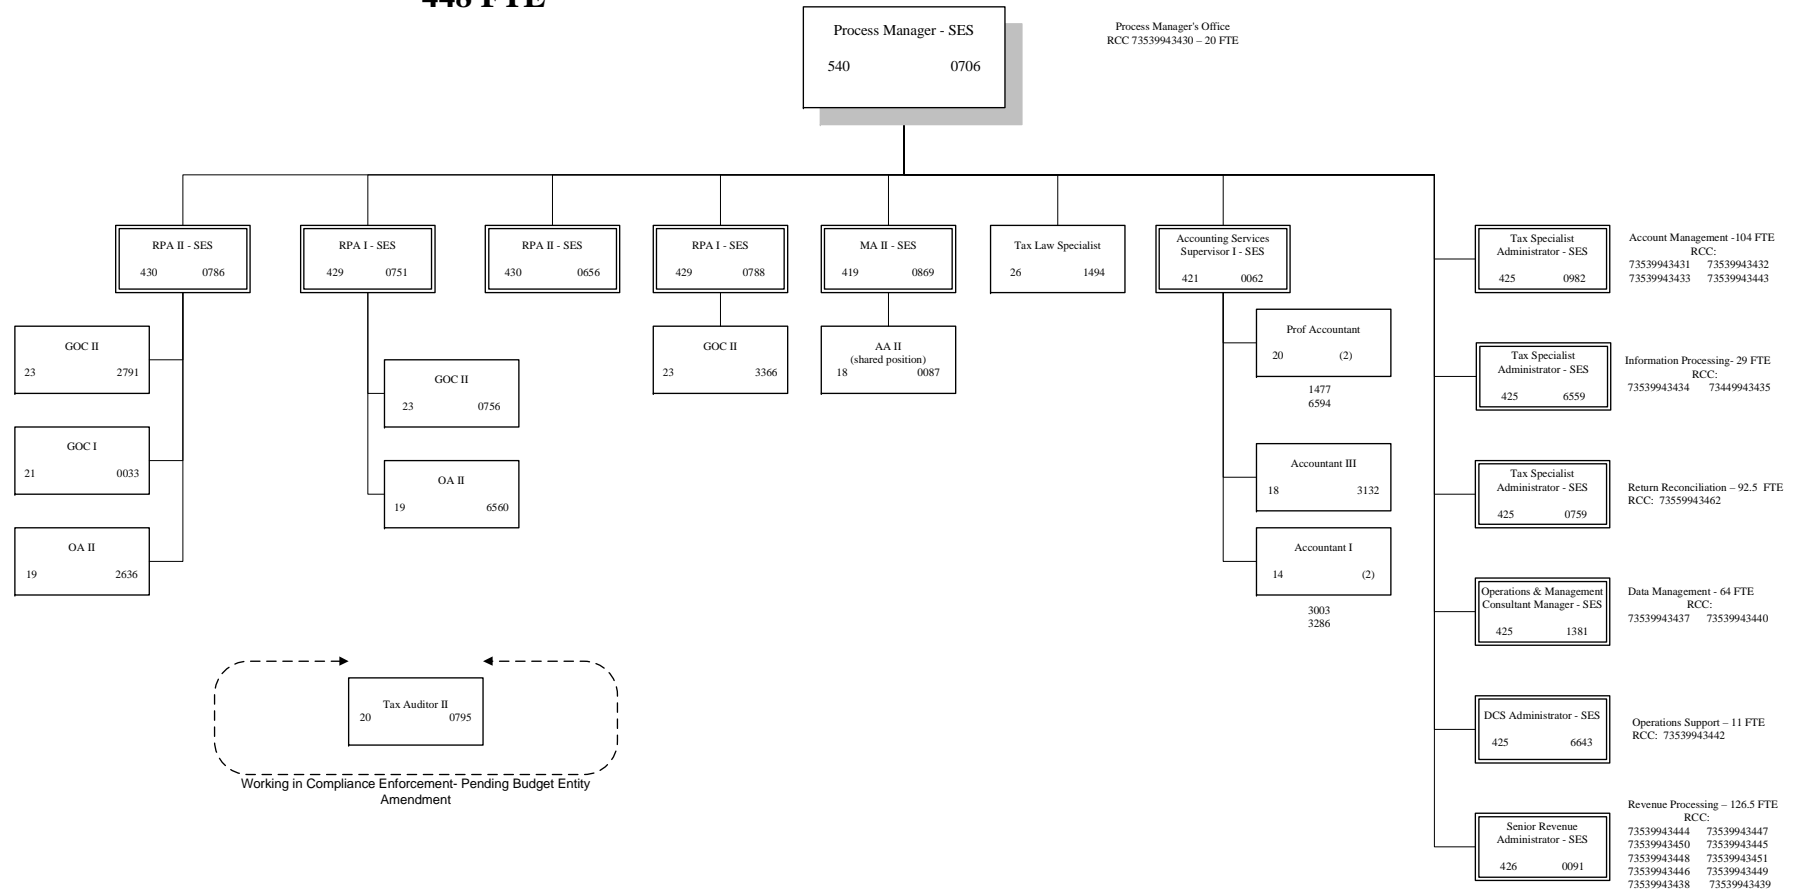 448 FTE
Process Manager - SES
540 0706
Process Manager's Office
RCC 73539943430 – 20 FTE
RPA II - SES
430 0786
RPA I - SES
429 0751
RPA II - SES
430 0656
RPA I - SES
429 0788
MA II - SES
419 0869
Tax Law Specialist
26 1494
Accounting Services
Supervisor I - SES
421 0062
GOC II
23 2791
GOC I
21 0033
OA II
19 2636
GOC II
23 0756
OA II
19 6560
GOC II
23 3366
AA II
(shared position)
18 0087
Prof Accountant
20 (2)
1477
6594
Accountant III
18 3132
Accountant I
14 (2)
3003
3286
Tax Specialist
Administrator - SES
425 0982
Account Management -104 FTE
RCC:
73539943431 73539943432
73539943433 73539943443
Tax Specialist
Administrator - SES
425 6559
Information Processing- 29 FTE
RCC:
73539943434 73449943435
Tax Specialist
Administrator - SES
425 0759
Return Reconciliation – 92.5 FTE
RCC: 73559943462
Operations & Management
Consultant Manager - SES
425 1381
Data Management - 64 FTE
RCC:
73539943437 73539943440
DCS Administrator - SES
425 6643
Operations Support – 11 FTE
RCC: 73539943442
Senior Revenue
Administrator - SES
426 0091
Revenue Processing – 126.5 FTE
RCC:
73539943444 73539943447
73539943450 73539943445
73539943448 73539943451
73539943446 73539943449
73539943438 73539943439
Tax Auditor II
20 0795
Working in Compliance Enforcement- Pending Budget Entity
Amendment